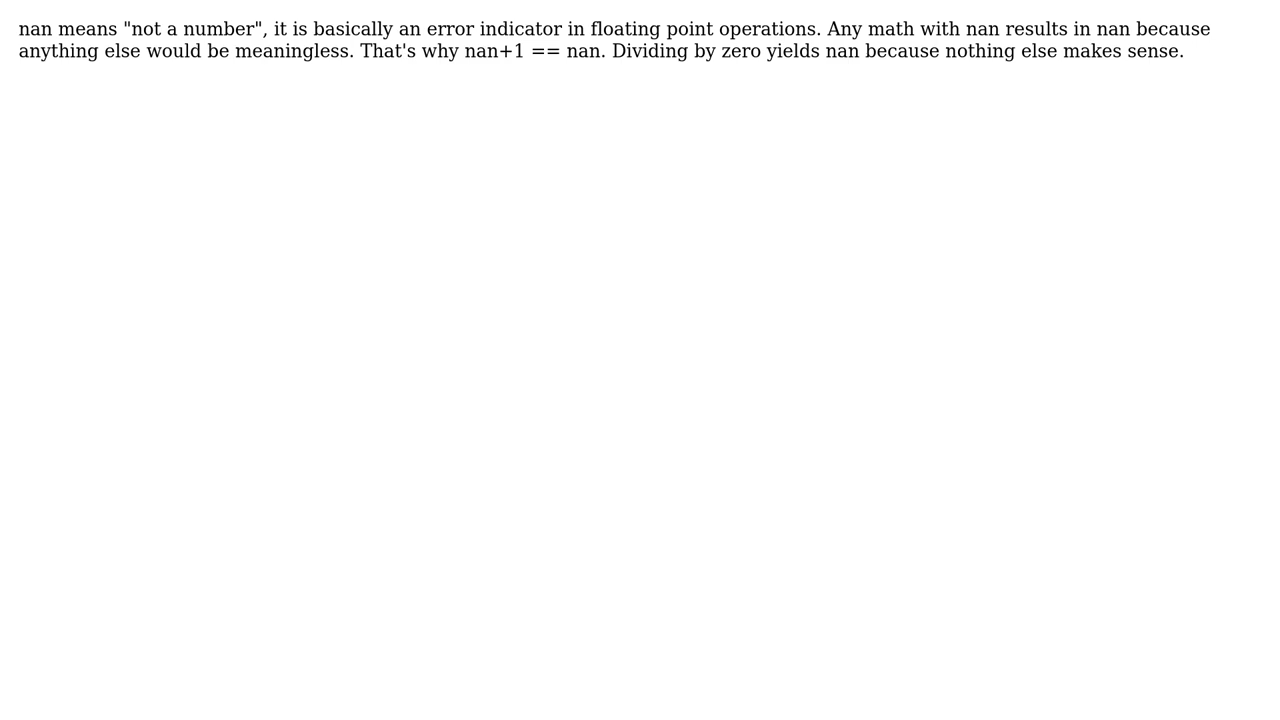 nan means "not a number", it is basically an error indicator in floating point operations. Any math with nan results in nan because
anything else would be meaningless. That's why nan+1 == nan. Dividing by zero yields nan because nothing else makes sense.